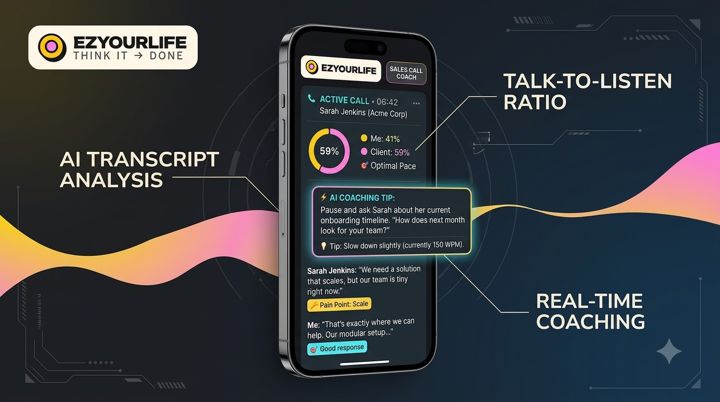 EZYOURLIFE
THINK IT → DONE
AI TRANSCRIPT
ANALYSIS
EZYOURLIFE
SALES CALL
COACH
ACTIVE CALL • 06:42
Sarah Jenkins (Acme Corp)
59%
Me: 41%
Client: 59%
Optimal Pace
AI COACHING TIP:
Pause and ask Sarah about her current
onboarding timeline. "How does next month
look for your team?"
Tip: Slow down slightly (currently 150 WPM).
Sarah Jenkins: "We need a solution
that scales, but our team is tiny
right now."
Pain Point: Scale
Me: "That's exactly where we can
help. Our modular setup..."
Good response
TALK-TO-LISTEN
RATIO
REAL-TIME
COACHING